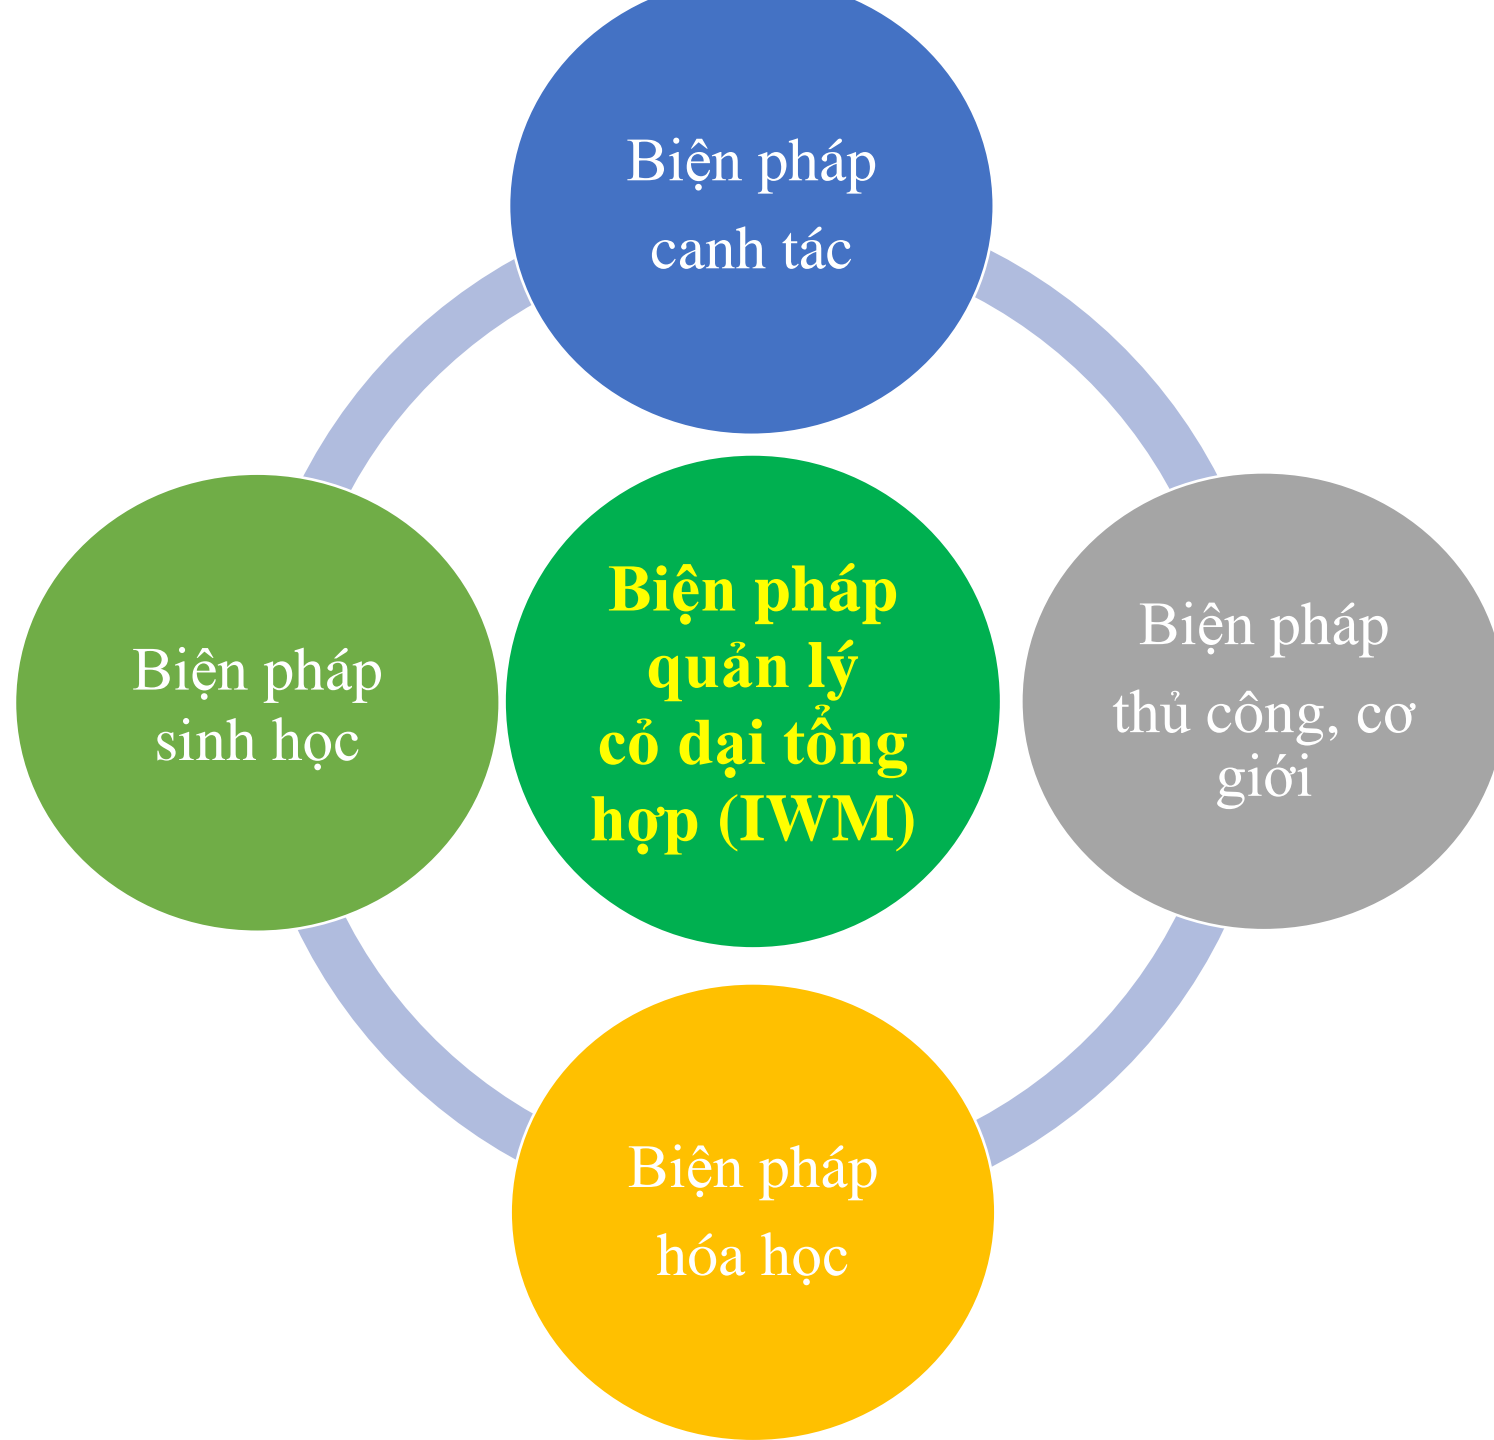 Biện pháp
canh tác
Biện pháp
quản lý
cỏ dại tổng
hợp (IWM)
Biện pháp
sinh học
Biện pháp
thủ công, cơ
giới
Biện pháp
hóa học